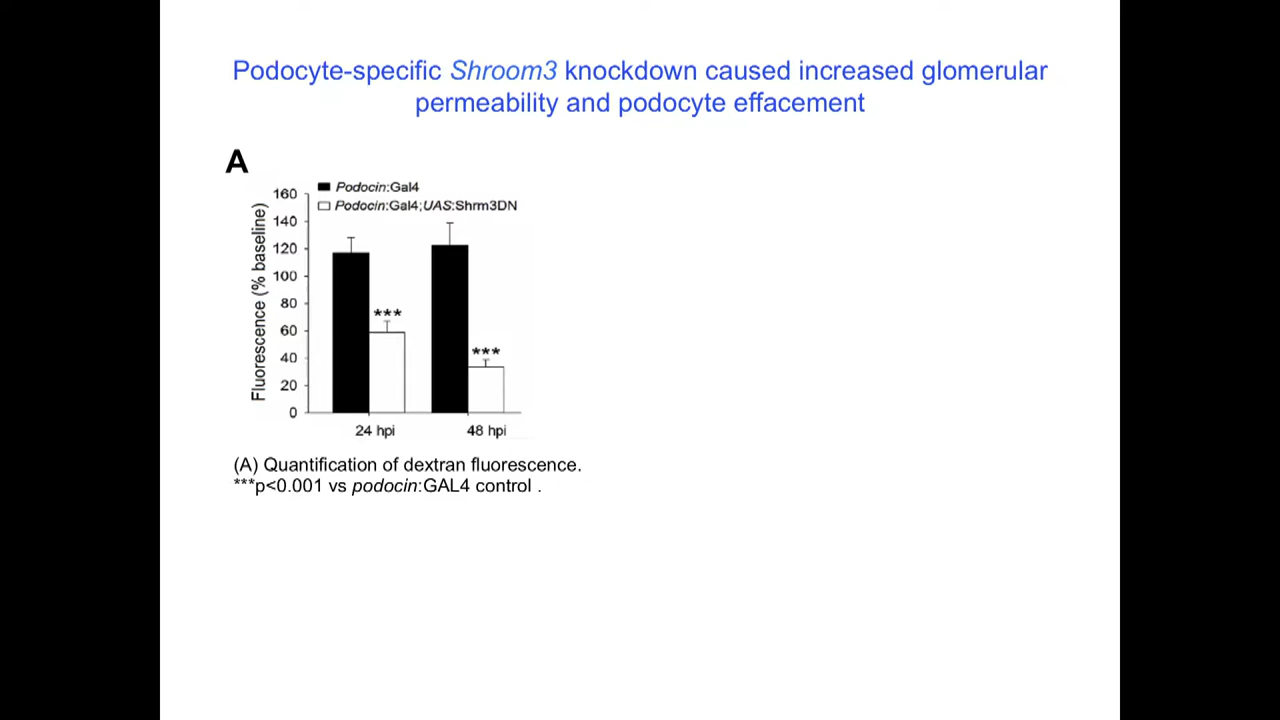 Podocyte-specific Shroom3 knockdown caused increased glomerular
permeability and podocyte effacement
A
Podocin:Gal4
Podocin:Gal4;UAS:Shrm3DN
Fluorescence (% baseline)
160
140
120
100
80
60
40
20
0
***
***
24 hpi
48 hpi
(A) Quantification of dextran fluorescence.
***p<0.001 vs podocin:GAL4 control .